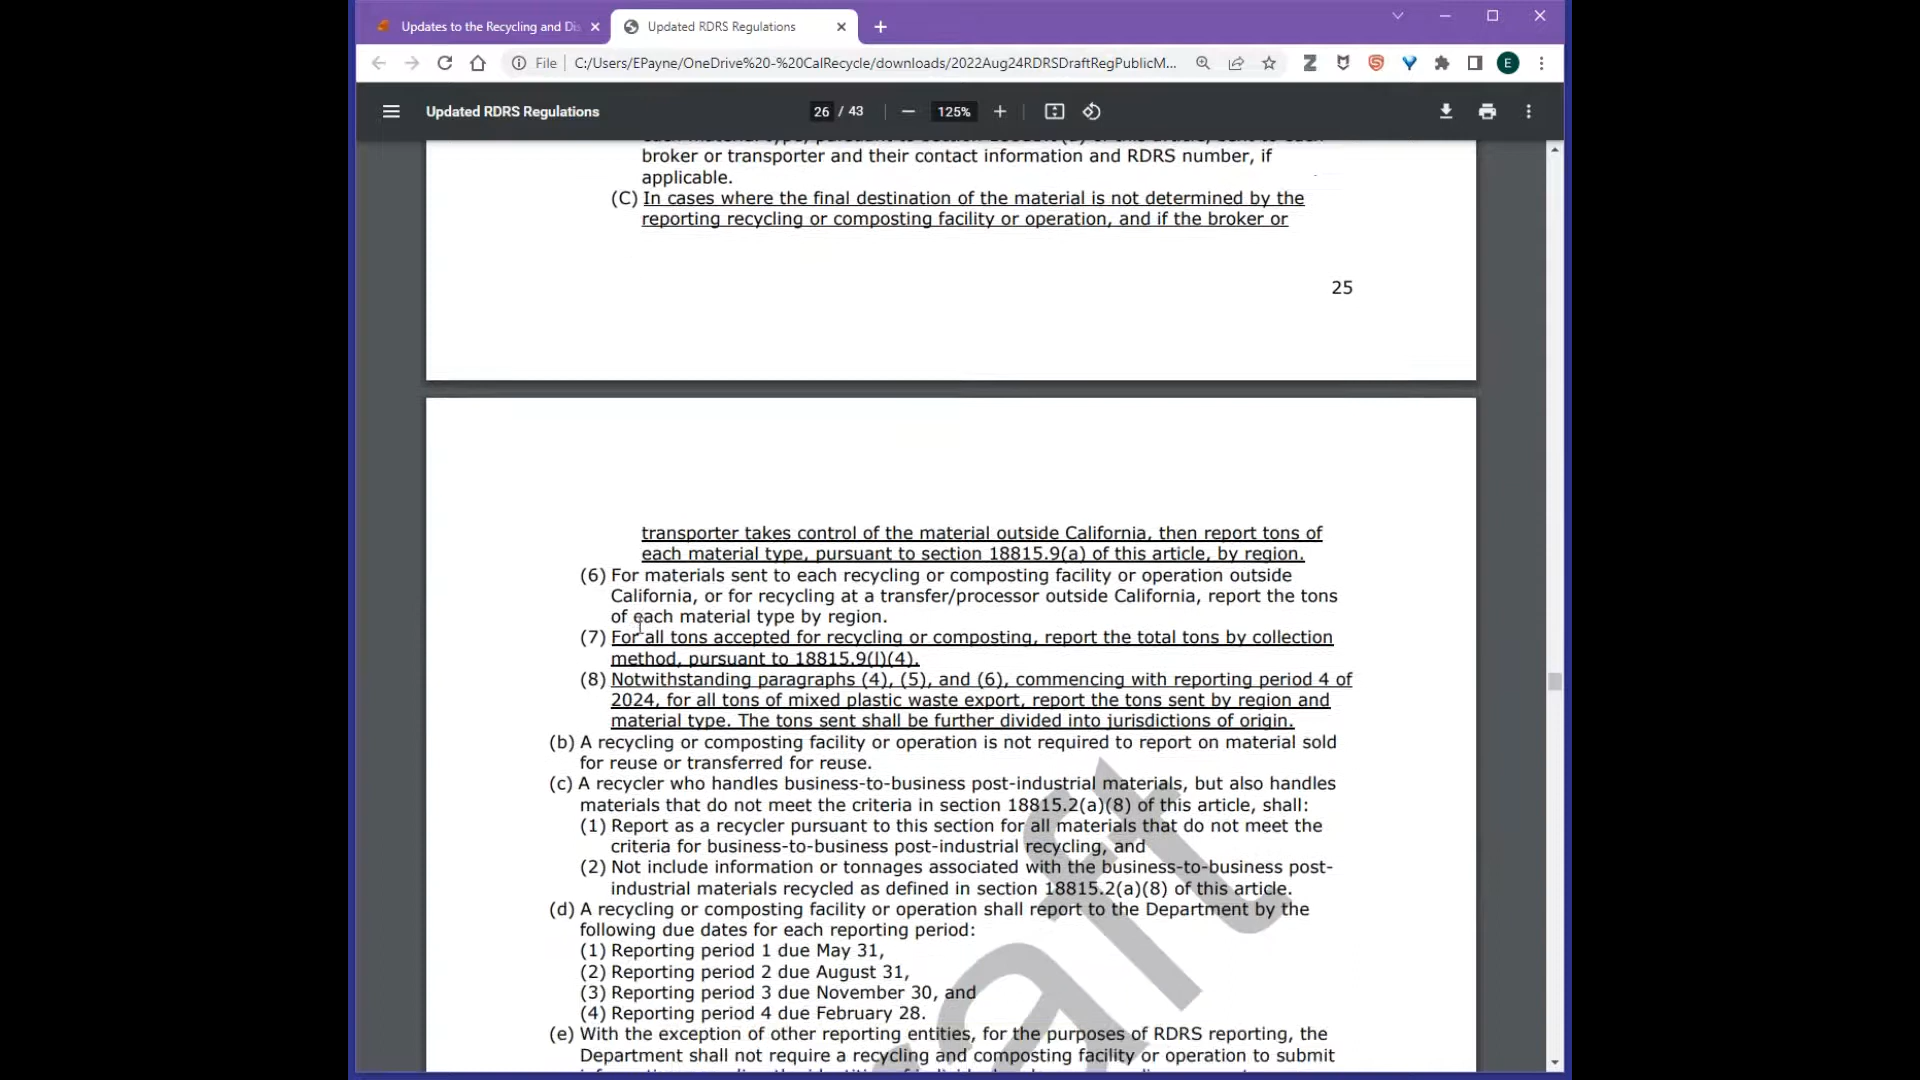 Updates to the Recycling and Dis
Updated RDRS Regulations
File
C:/Users/EPayne/OneDrive%20-%20CalRecycle/downloads/2022Aug24RDRSDraftRegPublicM...
E
Updated RDRS Regulations
26 / 43
125%
broker or transporter and their contact information and RDRS number, if
applicable.
(C) In cases where the final destination of the material is not determined by the
reporting recycling or composting facility or operation, and if the broker or
25
transporter takes control of the material outside California, then report tons of
each material type, pursuant to section 18815.9(a) of this article, by region.
(6) For materials sent to each recycling or composting facility or operation outside
California, or for recycling at a transfer/processor outside California, report the tons
of each material type by region.
(7) For all tons accepted for recycling or composting, report the total tons by collection
method, pursuant to 18815.9(l)(4).
(8) Notwithstanding paragraphs (4), (5), and (6), commencing with reporting period 4 of
2024, for all tons of mixed plastic waste export, report the tons sent by region and
material type. The tons sent shall be further divided into jurisdictions of origin.
(b) A recycling or composting facility or operation is not required to report on material sold
for reuse or transferred for reuse.
(c) A recycler who handles business-to-business post-industrial materials, but also handles
materials that do not meet the criteria in section 18815.2(a)(8) of this article, shall:
(1) Report as a recycler pursuant to this section for all materials that do not meet the
criteria for business-to-business post-industrial recycling, and
(2) Not include information or tonnages associated with the business-to-business post-
industrial materials recycled as defined in section 18815.2(a)(8) of this article.
(d) A recycling or composting facility or operation shall report to the Department by the
following due dates for each reporting period:
(1) Reporting period 1 due May 31,
(2) Reporting period 2 due August 31,
(3) Reporting period 3 due November 30, and
(4) Reporting period 4 due February 28.
(e) With the exception of other reporting entities, for the purposes of RDRS reporting, the
Department shall not require a recycling and composting facility or operation to submit